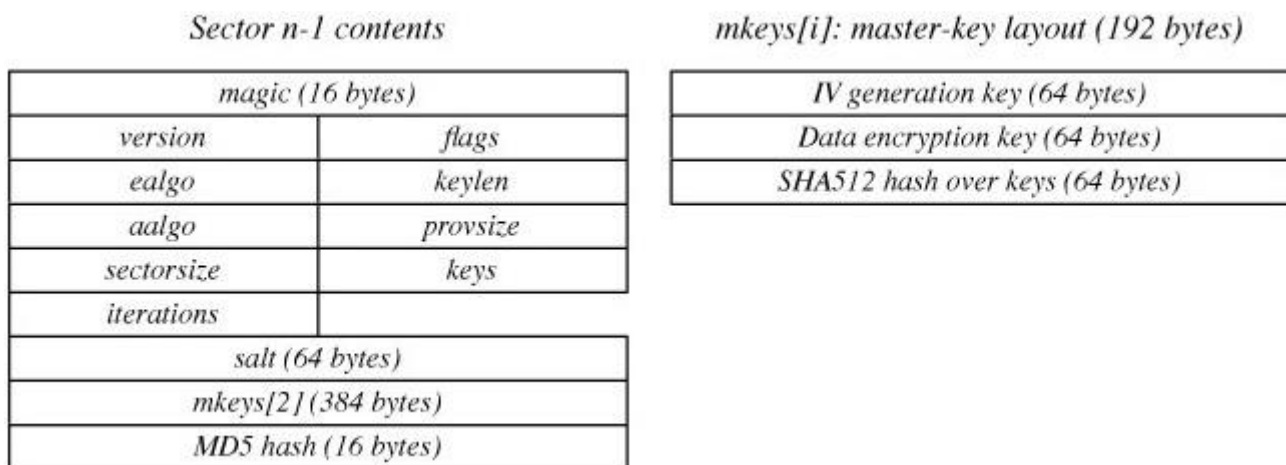 Sector n-1 contents
magic (16 bytes)
version flags
ealgo keylen
aalgo provsize
sectorsize keys
iterations
salt (64 bytes)
mkeys[2] (384 bytes)
MD5 hash (16 bytes)
mkeys[i]: master-key layout (192 bytes)
IV generation key (64 bytes)
Data encryption key (64 bytes)
SHA512 hash over keys (64 bytes)